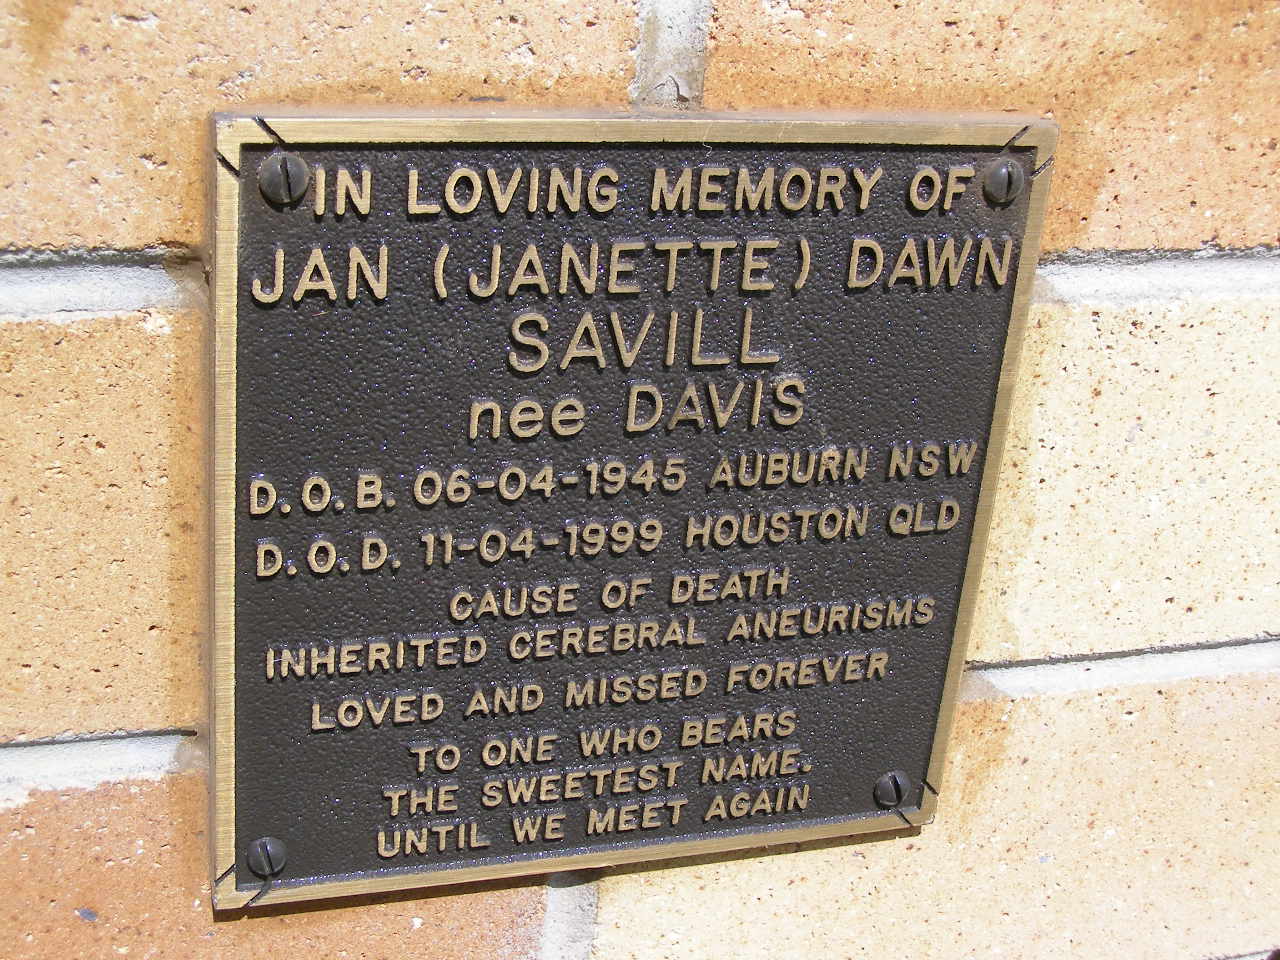 IN LOVING MEMORY OF
JAN (JANETTE) DAWN
SAVILL
nee DAVIS
D.O.B. 06-04-1945 AUBURN NSW
D.O.D. 11-04-1999 HOUSTON QLD
CAUSE OF DEATH
INHERITED CEREBRAL ANEURISMS
LOVED AND MISSED FOREVER
TO ONE WHO BEARS
THE SWEETEST NAME.
UNTIL WE MEET AGAIN